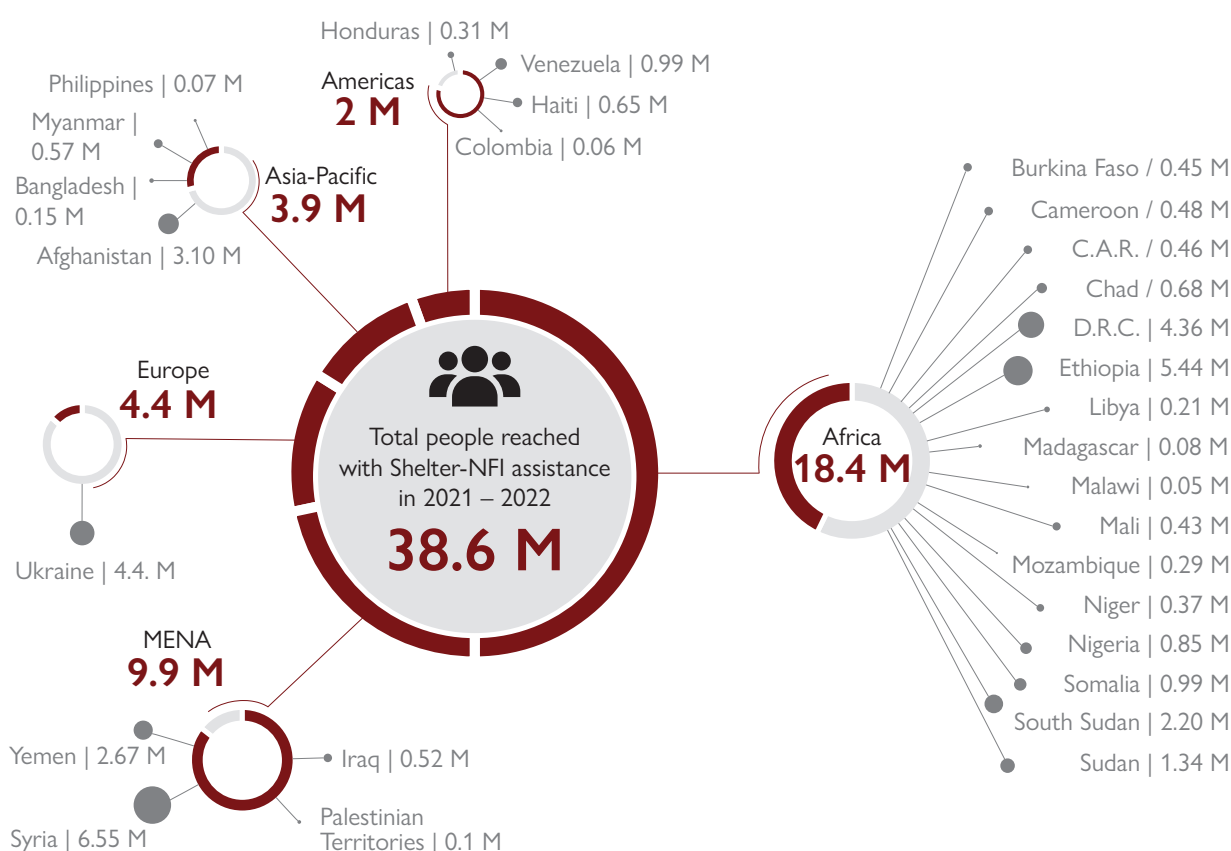 Honduras | 0.31 M
Americas
2 M
Venezuela | 0.99 M
Haiti | 0.65 M
Colombia | 0.06 M
Philippines | 0.07 M
Myanmar |
0.57 M
Bangladesh |
0.15 M
Afghanistan | 3.10 M
Asia-Pacific
3.9 M
Europe
4.4 M
Ukraine | 4.4. M
Total people reached
with Shelter-NFI assistance
in 2021 – 2022
38.6 M
MENA
9.9 M
Yemen | 2.67 M
Iraq | 0.52 M
Syria | 6.55 M
Palestinian
Territories | 0.1 M
Africa
18.4 M
Burkina Faso / 0.45 M
Cameroon / 0.48 M
C.A.R. / 0.46 M
Chad / 0.68 M
D.R.C. | 4.36 M
Ethiopia | 5.44 M
Libya | 0.21 M
Madagascar | 0.08 M
Malawi | 0.05 M
Mali | 0.43 M
Mozambique | 0.29 M
Niger | 0.37 M
Nigeria | 0.85 M
Somalia | 0.99 M
South Sudan | 2.20 M
Sudan | 1.34 M